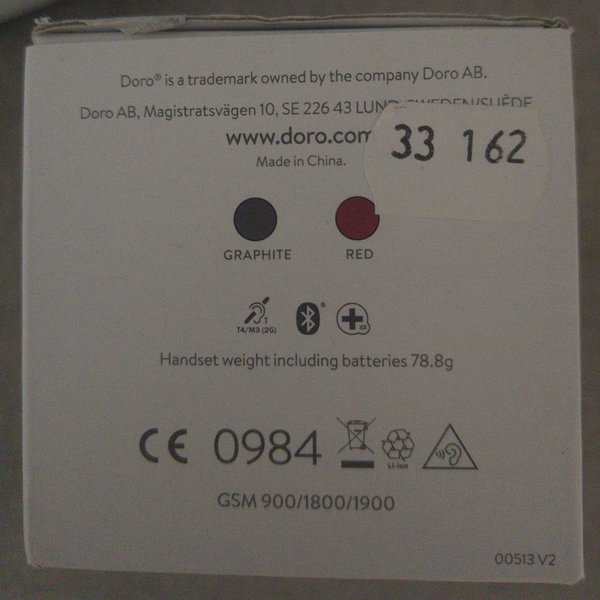 Doro® is a trademark owned by the company Doro AB.
Doro AB, Magistratsvägen 10, SE 226 43 LUND SWEDEN/SUÈDE
www.doro.com
33 162
Made in China.
GRAPHITE RED
T4/M3 (2G)
Handset weight including batteries 78.8g
CE 0984
Li-ion
GSM 900/1800/1900
00513 V2